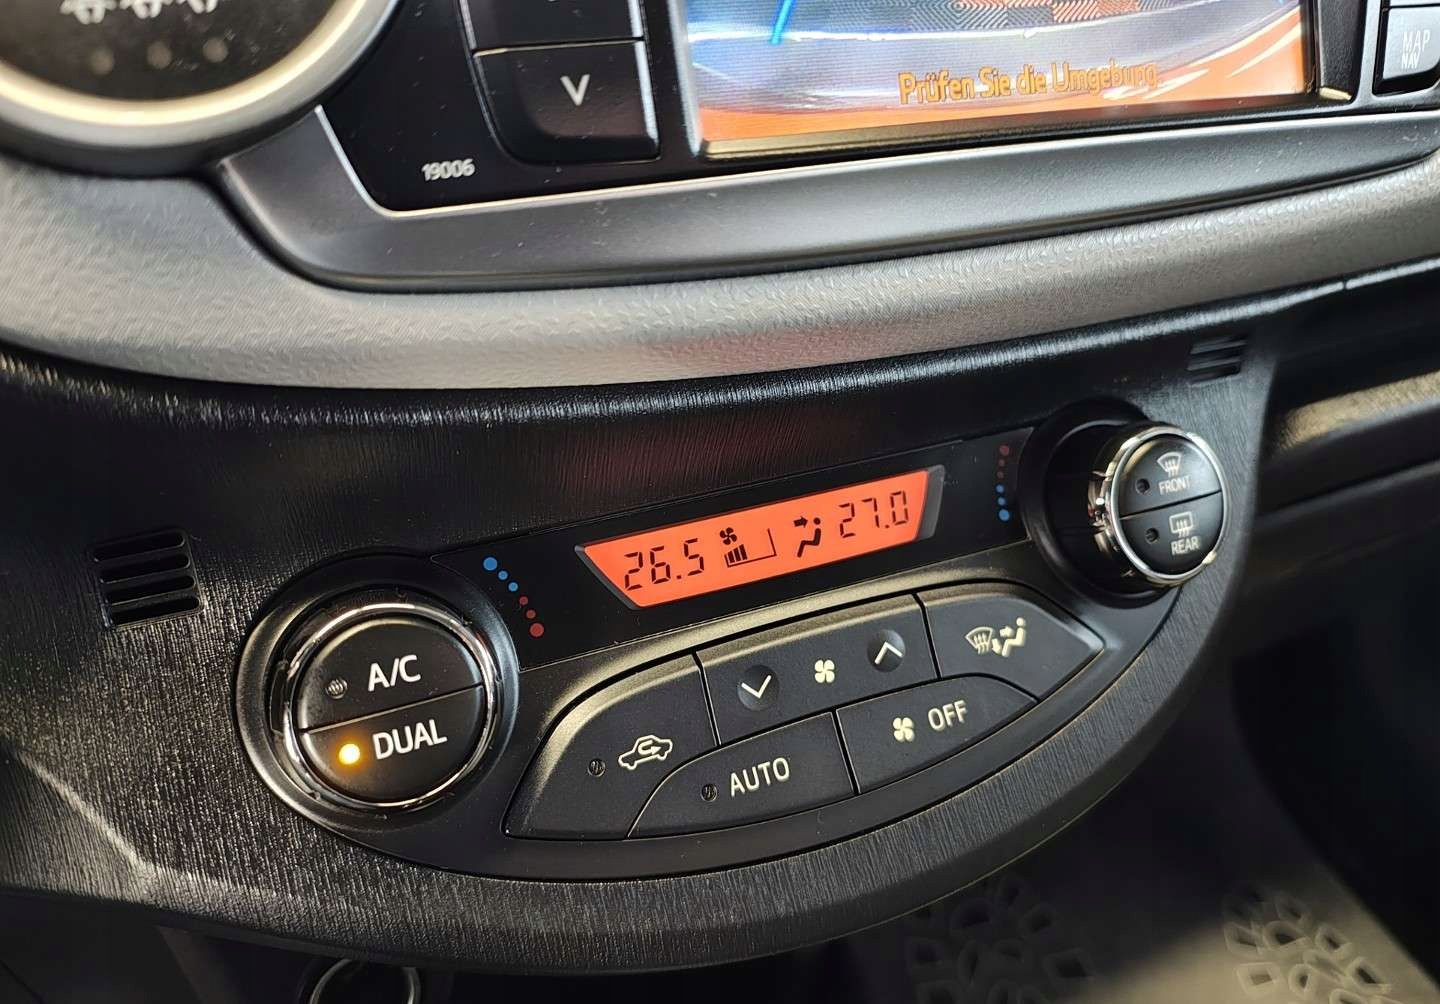 Prüfen Sie die Umgebung.
MAP
NAV
19006
26.5
27.0
FRONT
REAR
A/C
DUAL
AUTO
OFF